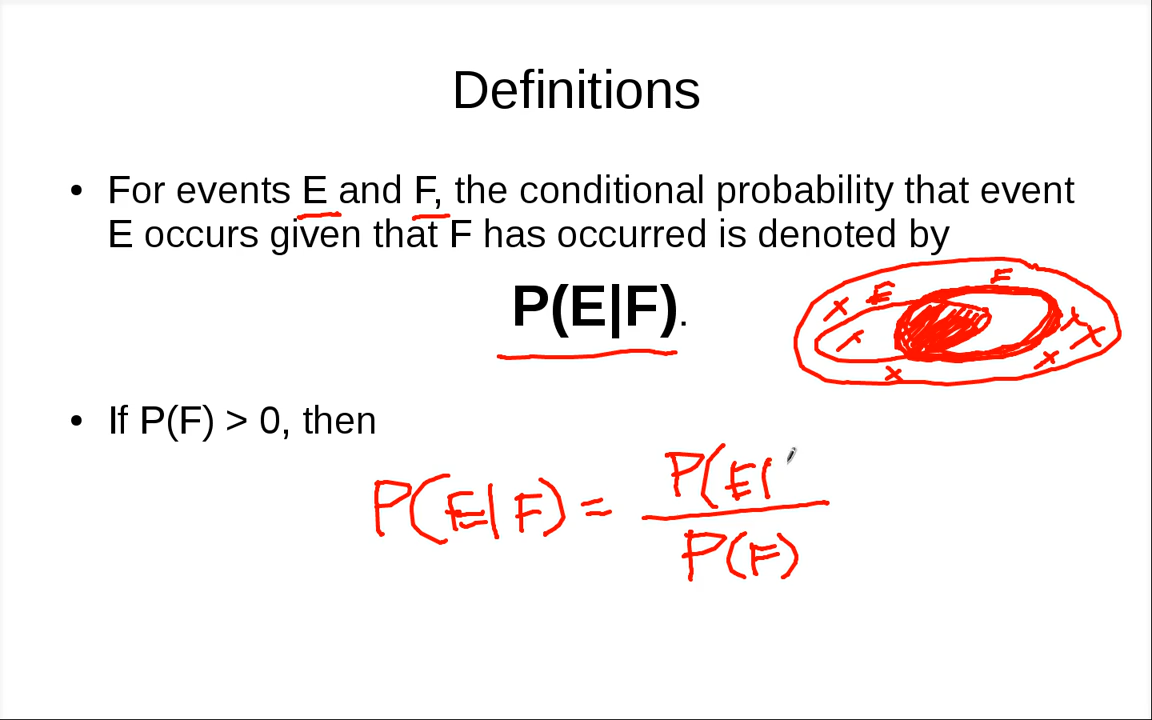 Definitions
• For events E and F, the conditional probability that event
E occurs given that F has occurred is denoted by
P(E|F).
E E
x x x x x x
• If P(F) > 0, then
P(E|F) = P(E(
P(F)